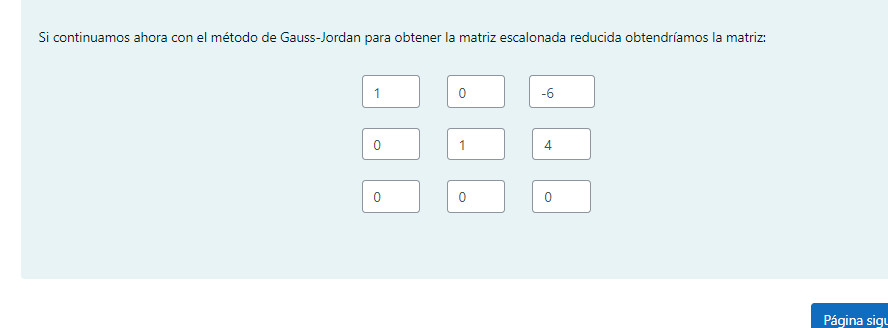 Si continuamos ahora con el método de Gauss-Jordan para obtener la matriz escalonada reducida obtendríamos la matriz:
1 0 -6
0 1 4
0 0 0
Página sigu